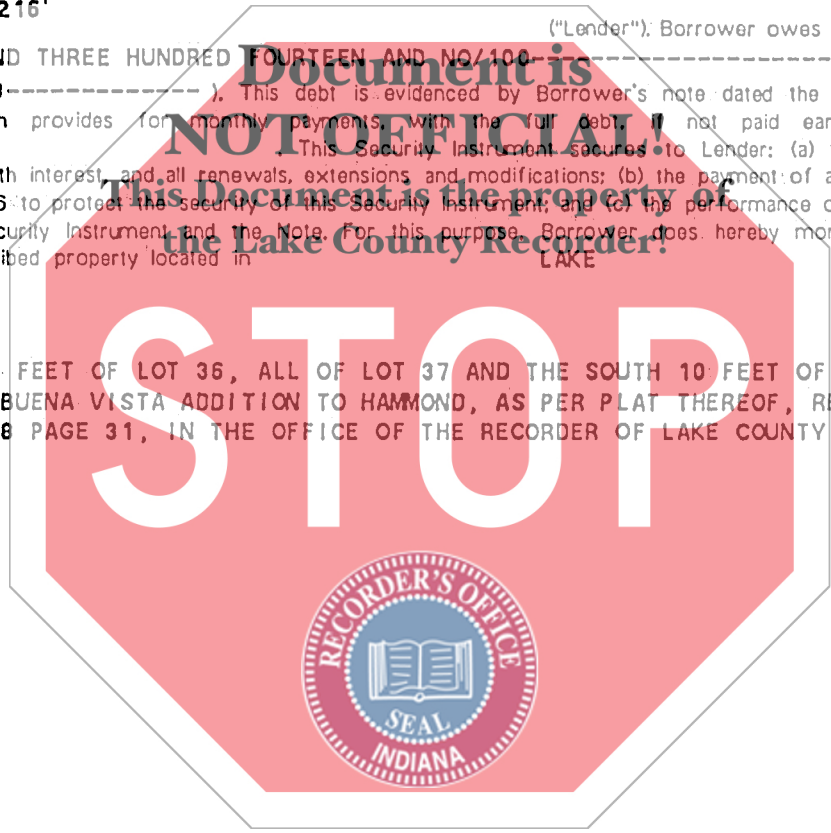 216'
("Lender"). Borrower owes
ND THREE HUNDRED FOURTEEN AND NO/100
). This debt is evidenced by Borrower's note dated the
Document is
n provides for monthly payments, with the full debt, if not paid ear
NOT OFFICIAL!
. This Security Instrument secures to Lender: (a)
th interest, and all renewals, extensions and modifications; (b) the payment of a
This Document is the property of
6 to protect the security of this Security Instrument; and (c) the performance o
curity Instrument and the Note. For this purpose, Borrower does hereby mor
the Lake County Recorder!
ibed property located in LAKE
FEET OF LOT 36, ALL OF LOT 37 AND THE SOUTH 10 FEET OF
BUENA VISTA ADDITION TO HAMMOND, AS PER PLAT THEREOF, RE
8 PAGE 31, IN THE OFFICE OF THE RECORDER OF LAKE COUNTY
STOP
RECORDER'S OFFICE
SEAL
INDIANA